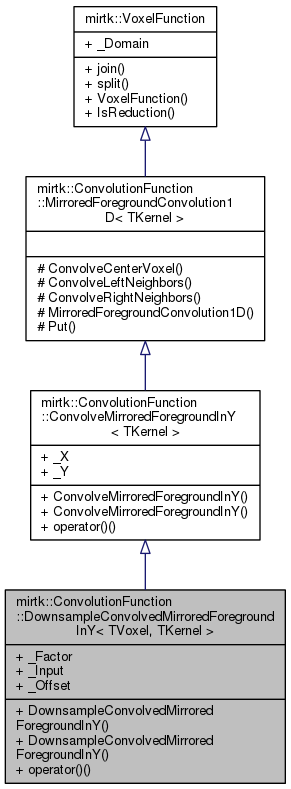 mirtk::VoxelFunction
+ _Domain
+ join()
+ split()
+ VoxelFunction()
+ IsReduction()
mirtk::ConvolutionFunction
::MirroredForegroundConvolution1
D< TKernel >
# ConvolveCenterVoxel()
# ConvolveLeftNeighbors()
# ConvolveRightNeighbors()
# MirroredForegroundConvolution1D()
# Put()
mirtk::ConvolutionFunction
::ConvolveMirroredForegroundInY
< TKernel >
+ _X
+ _Y
+ ConvolveMirroredForegroundInY()
+ ConvolveMirroredForegroundInY()
+ operator()()
mirtk::ConvolutionFunction
::DownsampleConvolvedMirroredForeground
InY< TVoxel, TKernel >
+ _Factor
+ _Input
+ _Offset
+ DownsampleConvolvedMirrored
ForegroundInY()
+ DownsampleConvolvedMirrored
ForegroundInY()
+ operator()()